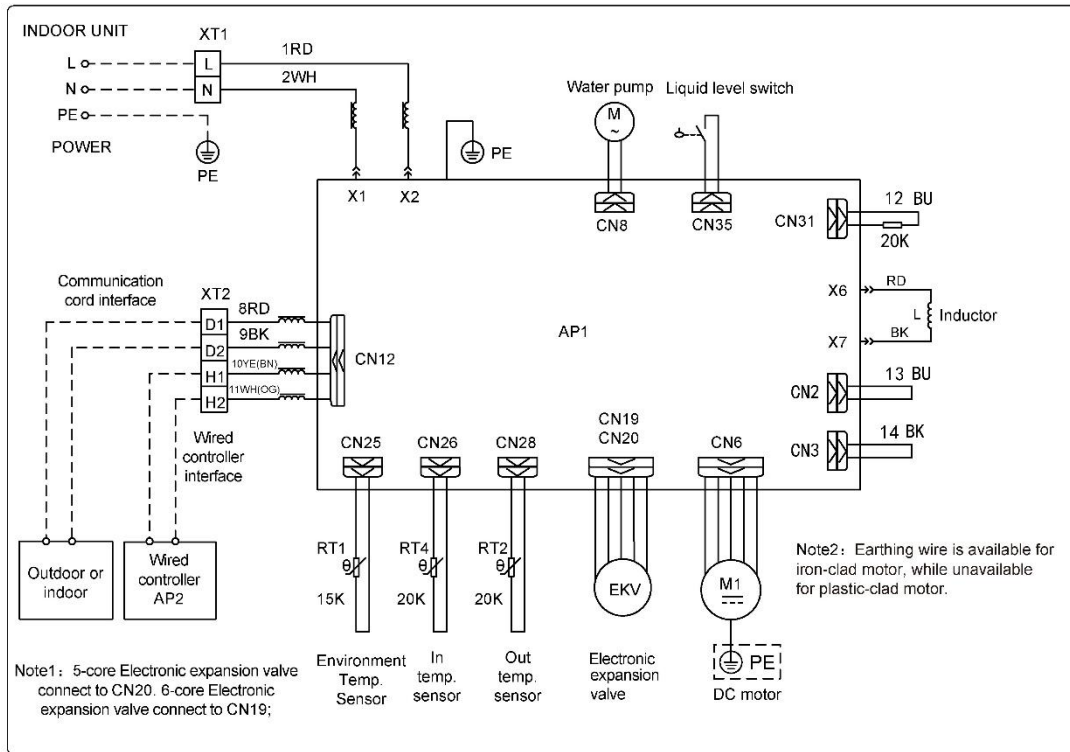 INDOOR UNIT
XT1
L
L
1RD
N
N
2WH
PE
POWER
PE
PE
X1
X2
Water pump
Liquid level switch
M
~
CN8
CN35
CN31
12 BU
20K
Communication
cord interface
XT2
D1
8RD
D2
9BK
H1
10YE(BN)
H2
11WH(OG)
CN12
AP1
X6
RD
L
Inductor
X7
BK
CN2
13 BU
CN3
14 BK
Wired
controller
interface
CN25
CN26
CN28
CN19
CN20
CN6
Outdoor or
indoor
Wired
controller
AP2
RT1
θ
15K
RT4
θ
20K
RT2
θ
20K
EKV
M1
PE
Environment
Temp.
Sensor
In
temp.
sensor
Out
temp.
sensor
Electronic
expansion
valve
DC motor
Note2: Earthing wire is available for
iron-clad motor, while unavailable
for plastic-clad motor.
Note1: 5-core Electronic expansion valve
connect to CN20. 6-core Electronic
expansion valve connect to CN19;